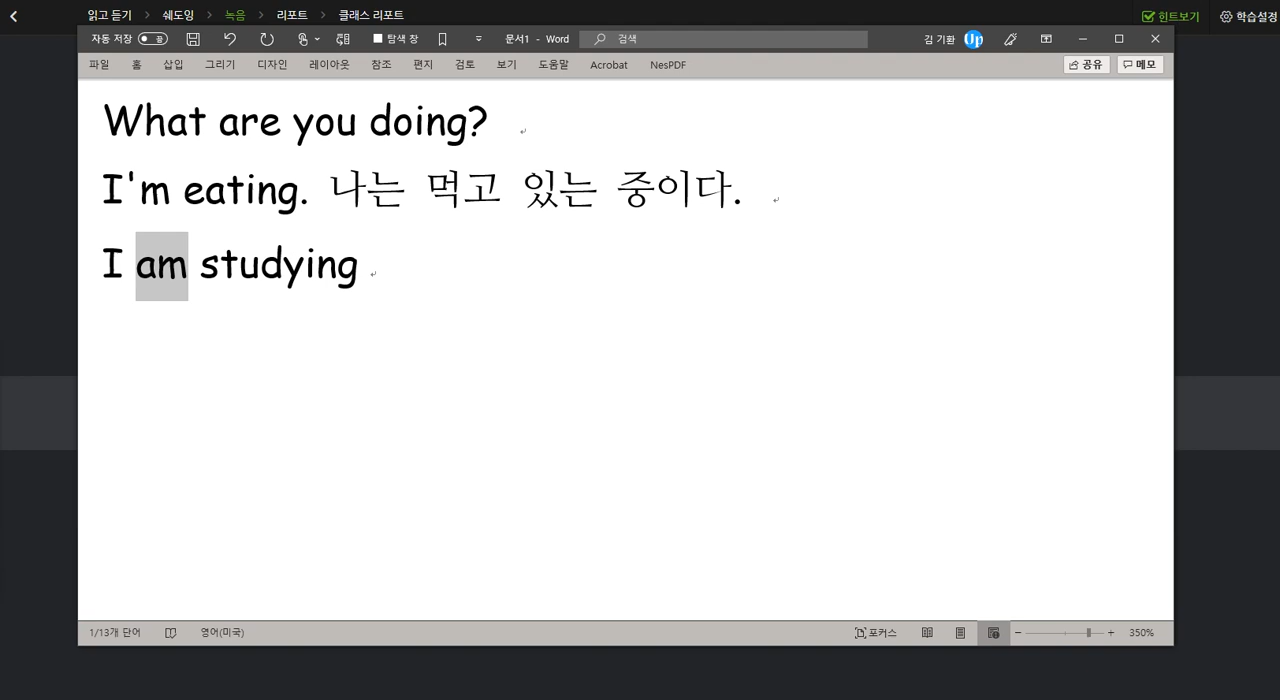 읽고 듣기 > 쉐도잉 > 녹음 > 리포트 > 클래스 리포트 힌트보기 학습설정
자동 저장 끔 탐색 창 문서1 - Word 검색 김 기환
파일 홈 삽입 그리기 디자인 레이아웃 참조 편지 검토 보기 도움말 Acrobat NesPDF 공유 메모
What are you doing?
I'm eating. 나는 먹고 있는 중이다.
I am studying
1/13개 단어 영어(미국) 포커스 350%